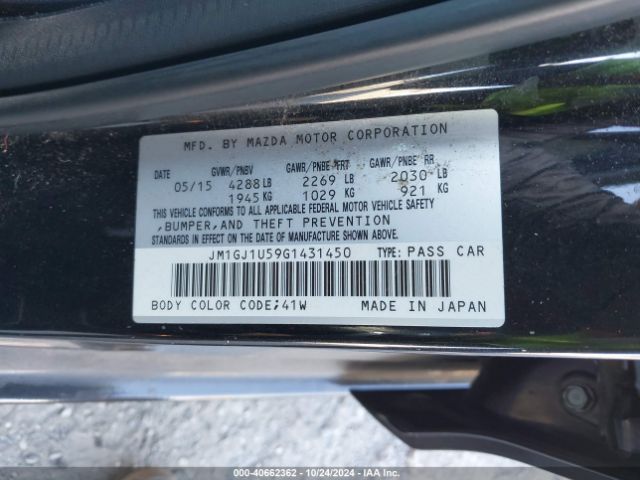 MFD. BY MAZDA MOTOR CORPORATION
DATE GVWR/PNBV GAWR/PNBE FRT GAWR/PNBE RR
05/15 4288 LB 2269 LB 2030 LB
1945 KG 1029 KG 921 KG
THIS VEHICLE CONFORMS TO ALL APPLICABLE FEDERAL MOTOR VEHICLE SAFETY
,BUMPER,AND THEFT PREVENTION
STANDARDS IN EFFECT ON THE DATE OF MANUFACTURE SHOWN ABOVE.
JM1GJ1U59G1431450 TYPE: PASS CAR
BODY COLOR CODE;41W MADE IN JAPAN
000-40662362 - 10/24/2024 - IAA Inc.